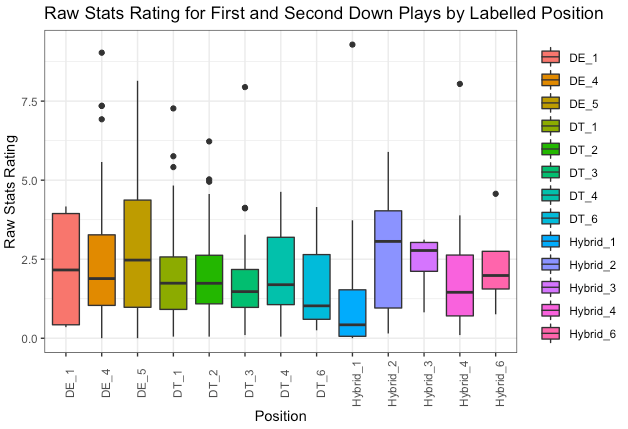 Raw Stats Rating for First and Second Down Plays by Labelled Position
Raw Stats Rating
7.5
5.0
2.5
0.0
DE_1
DE_4
DE_5
DT_1
DT_2
DT_3
DT_4
DT_6
Hybrid_1
Hybrid_2
Hybrid_3
Hybrid_4
Hybrid_6
Position
DE_1
DE_4
DE_5
DT_1
DT_2
DT_3
DT_4
DT_6
Hybrid_1
Hybrid_2
Hybrid_3
Hybrid_4
Hybrid_6